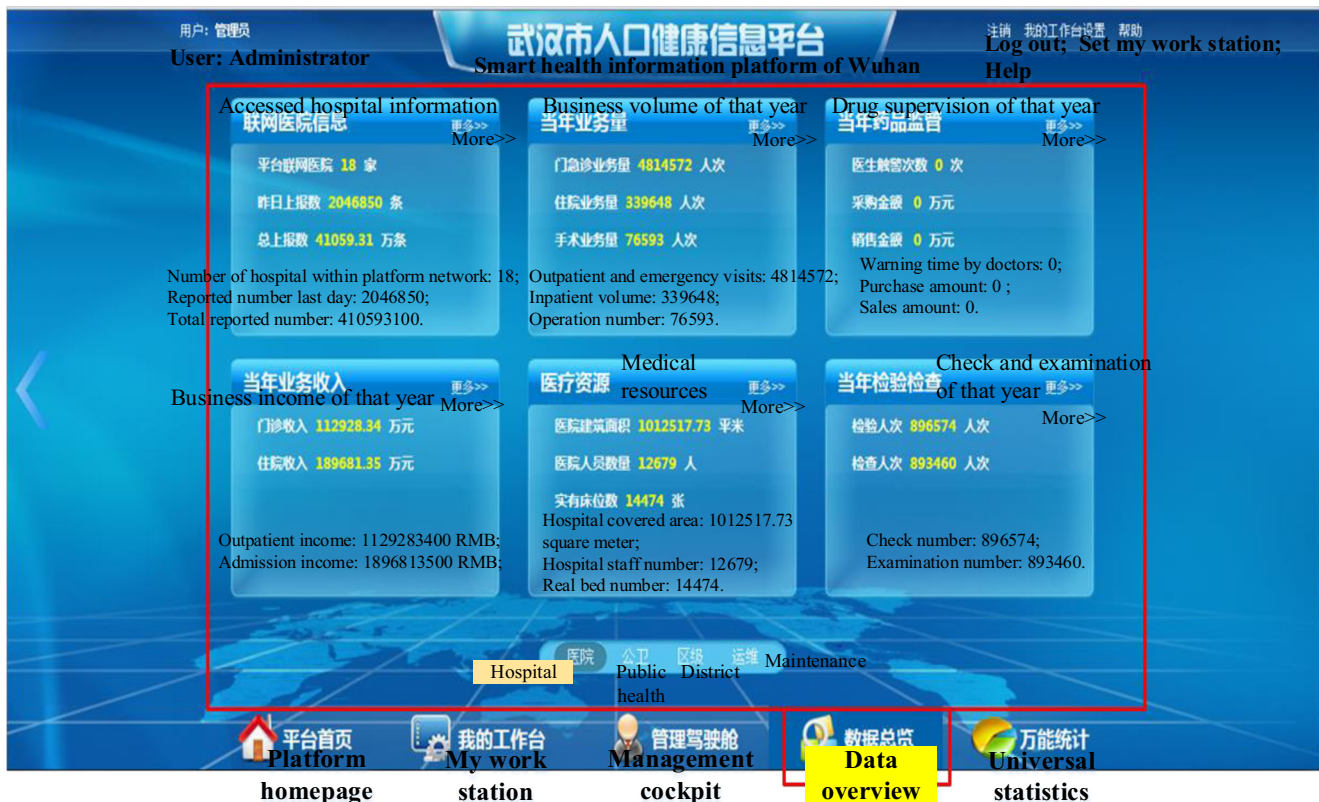 用户: 管理员
User: Administrator
武汉市人口健康信息平台
Smart health information platform of Wuhan
注销 我的工作台设置 帮助
Log out; Set my work station;
Help
Accessed hospital information
联网医院信息
更多>>
More>>
平台联网医院 18 家
昨日上报数 2046850 条
总上报数 41059.31 万条
Number of hospital within platform network: 18;
Reported number last day: 2046850;
Total reported number: 410593100.
Business volume of that year
当年业务量
更多>>
More>>
门急诊业务量 4814572 人次
住院业务量 339648 人次
手术业务量 76593 人次
Outpatient and emergency visits: 4814572;
Inpatient volume: 339648;
Operation number: 76593.
Drug supervision of that year
当年药品监管
更多>>
More>>
医生触警次数 0 次
采购金额 0 万元
销售金额 0 万元
Warning time by doctors: 0;
Purchase amount: 0 ;
Sales amount: 0.
当年业务收入
更多>>
Business income of that year
More>>
门诊收入 112928.34 万元
住院收入 189681.35 万元
Outpatient income: 1129283400 RMB;
Admission income: 1896813500 RMB;
Medical
resources
医疗资源
更多>>
More>>
医院建筑面积 1012517.73 平米
医院人员数量 12679 人
实有床位数 14474 张
Hospital covered area: 1012517.73
square meter;
Hospital staff number: 12679;
Real bed number: 14474.
Check and examination
of that year
当年检验检查
更多>>
More>>
检验人次 896574 人次
检查人次 893460 人次
Check number: 896574;
Examination number: 893460.
医院 公卫 区级 运维
Hospital
Public
health
District
Maintenance
平台首页
Platform
homepage
我的工作台
My work
station
管理驾驶舱
Management
cockpit
数据总览
Data
overview
万能统计
Universal
statistics